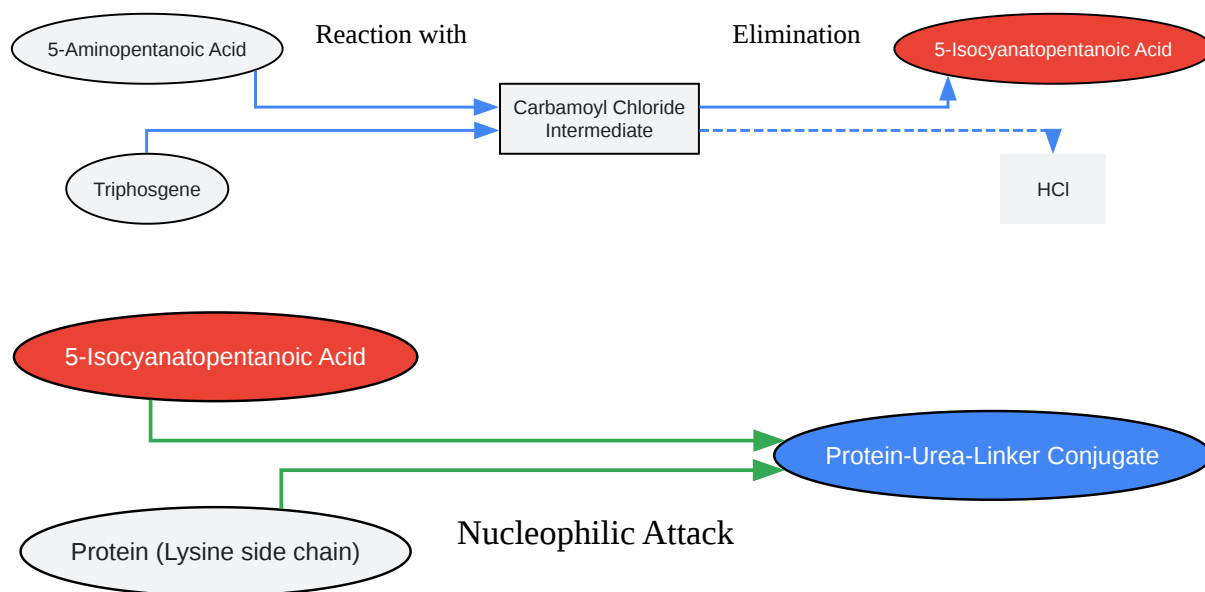 5-Aminopentanoic Acid
Reaction with
Elimination
5-Isocyanatopentanoic Acid
Carbamoyl Chloride
Intermediate
Triphosgene
HCl
5-Isocyanatopentanoic Acid
Protein-Urea-Linker Conjugate
Nucleophilic Attack
Protein (Lysine side chain)